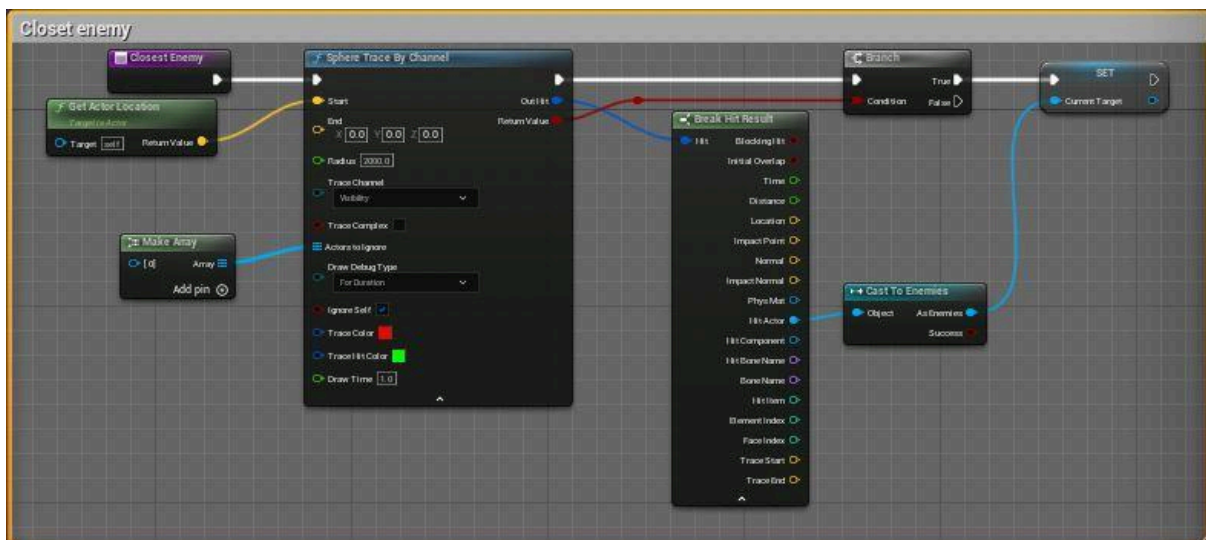 Closet enemy
Closest Enemy
Get Actor Location
Target is Actor
Target self Return Value
Make Array
[0] Array
Add pin
Sphere Trace By Channel
Start Out Hit
End Return Value
X 0.0 Y 0.0 Z 0.0
Radius 2000.0
Trace Channel
Visibility
Trace Complex
Actors to Ignore
Draw Debug Type
For Duration
Ignore Self
Trace Color
Trace Hit Color
Draw Time 1.0
Break Hit Result
Hit Blocking Hit
Initial Overlap
Time
Distance
Location
Impact Point
Normal
Impact Normal
Phys Mat
Hit Actor
Hit Component
Hit Bone Name
Bone Name
Hit Item
Element Index
Face Index
Trace Start
Trace End
Branch
True
Condition False
Cast To Enemies
Object As Enemies
Success
SET
Current Target